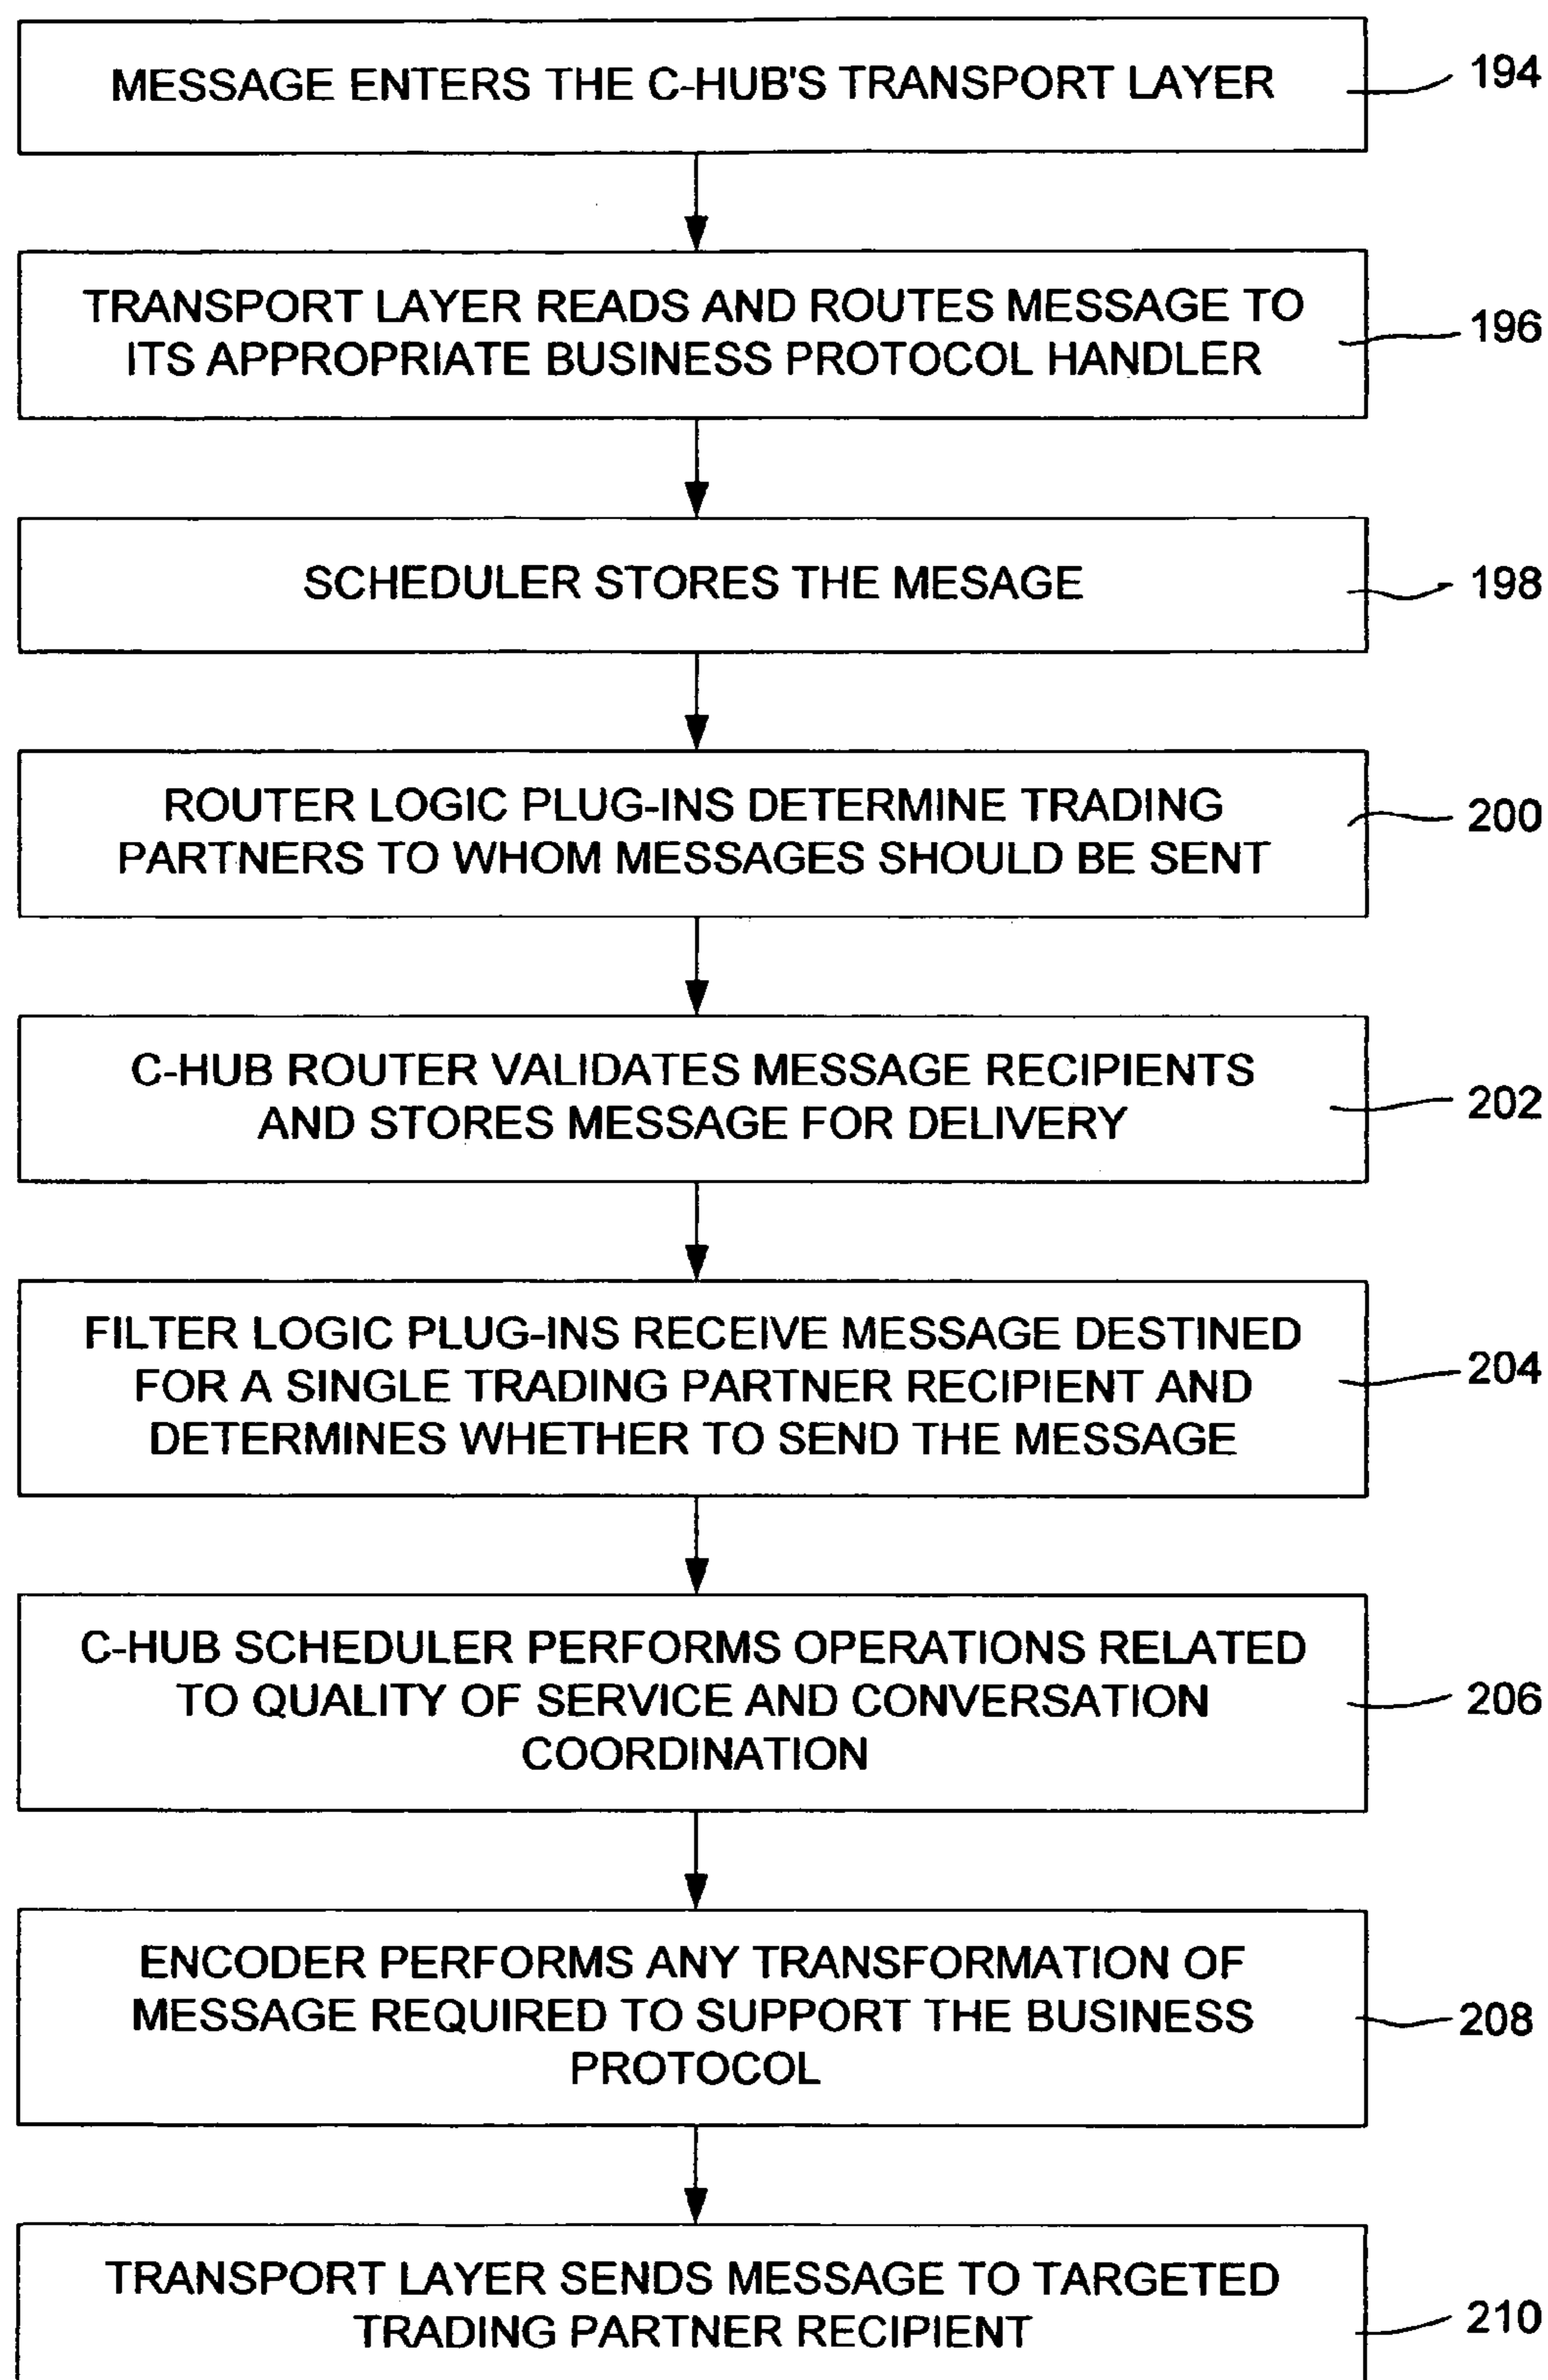 MESSAGE ENTERS THE C-HUB'S TRANSPORT LAYER
194
TRANSPORT LAYER READS AND ROUTES MESSAGE TO
ITS APPROPRIATE BUSINESS PROTOCOL HANDLER
196
SCHEDULER STORES THE MESAGE
198
ROUTER LOGIC PLUG-INS DETERMINE TRADING
PARTNERS TO WHOM MESSAGES SHOULD BE SENT
200
C-HUB ROUTER VALIDATES MESSAGE RECIPIENTS
AND STORES MESSAGE FOR DELIVERY
202
FILTER LOGIC PLUG-INS RECEIVE MESSAGE DESTINED
FOR A SINGLE TRADING PARTNER RECIPIENT AND
DETERMINES WHETHER TO SEND THE MESSAGE
204
C-HUB SCHEDULER PERFORMS OPERATIONS RELATED
TO QUALITY OF SERVICE AND CONVERSATION
COORDINATION
206
ENCODER PERFORMS ANY TRANSFORMATION OF
MESSAGE REQUIRED TO SUPPORT THE BUSINESS
PROTOCOL
208
TRANSPORT LAYER SENDS MESSAGE TO TARGETED
TRADING PARTNER RECIPIENT
210